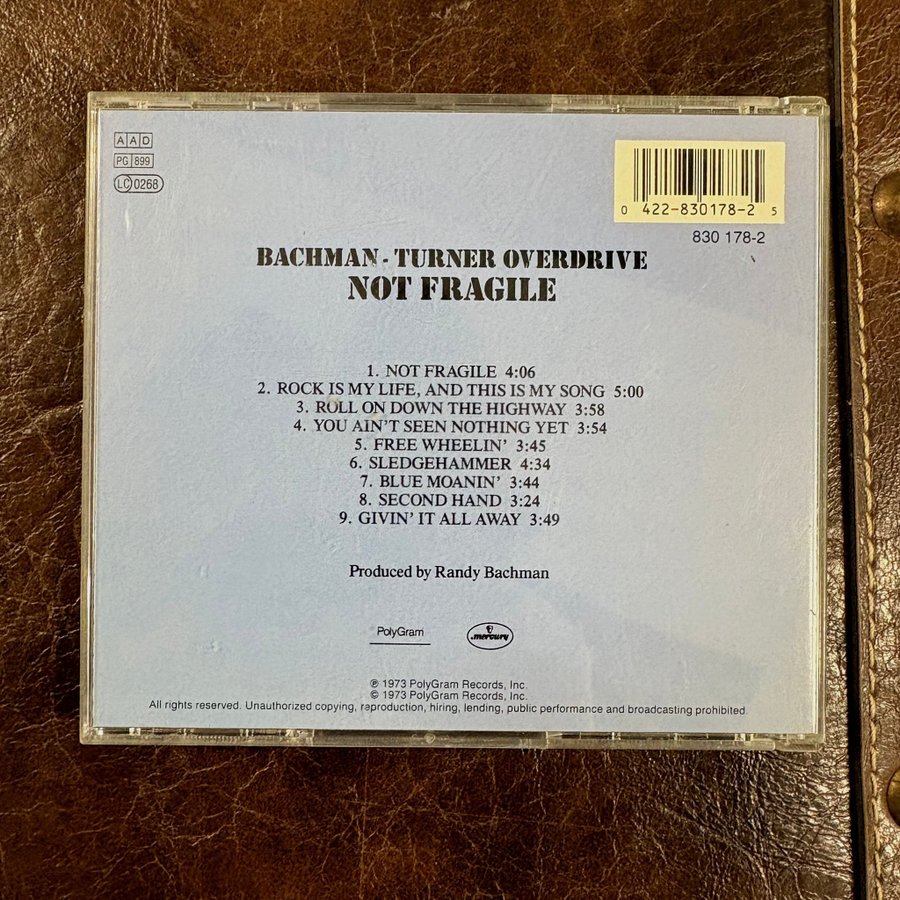 AAD
PG 899
LC 0268
0 422-830178-2 5
830 178-2
BACHMAN - TURNER OVERDRIVE
NOT FRAGILE
1. NOT FRAGILE 4:06
2. ROCK IS MY LIFE, AND THIS IS MY SONG 5:00
3. ROLL ON DOWN THE HIGHWAY 3:58
4. YOU AIN'T SEEN NOTHING YET 3:54
5. FREE WHEELIN' 3:45
6. SLEDGEHAMMER 4:34
7. BLUE MOANIN' 3:44
8. SECOND HAND 3:24
9. GIVIN' IT ALL AWAY 3:49
Produced by Randy Bachman
PolyGram
mercury
℗ 1973 PolyGram Records, Inc.
© 1973 PolyGram Records, Inc.
All rights reserved. Unauthorized copying, reproduction, hiring, lending, public performance and broadcasting prohibited.